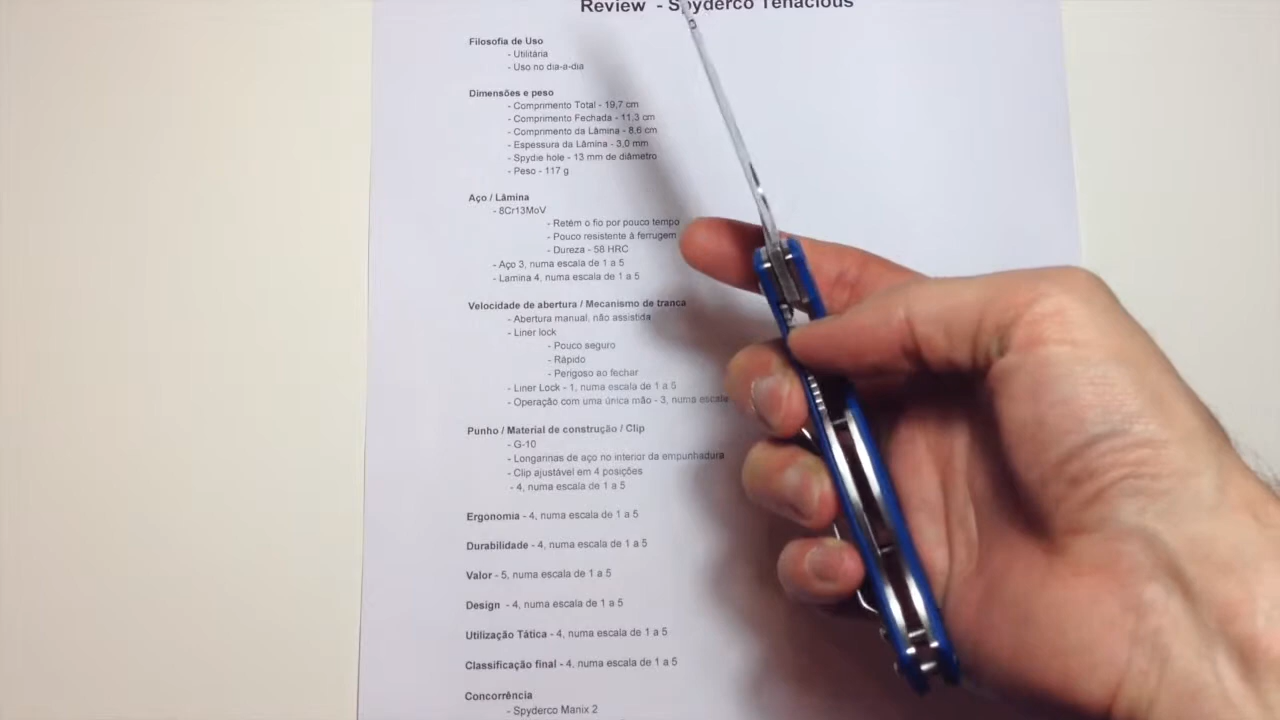 Review - Spyderco Tenacious
Filosofia de Uso
- Utilitária
- Uso no dia-a-dia
Dimensões e peso
- Comprimento Total - 19,7 cm
- Comprimento Fechada - 11,3 cm
- Comprimento da Lâmina - 8,6 cm
- Espessura da Lâmina - 3,0 mm
- Spydie hole - 13 mm de diâmetro
- Peso - 117 g
Aço / Lâmina
- 8Cr13MoV
- Retém o fio por pouco tempo
- Pouco resistente à ferrugem
- Dureza - 58 HRC
- Aço 3, numa escala de 1 a 5
- Lamina 4, numa escala de 1 a 5
Velocidade de abertura / Mecanismo de tranca
- Abertura manual, não assistida
- Liner lock
- Pouco seguro
- Rápido
- Perigoso ao fechar
- Liner Lock - 1, numa escala de 1 a 5
- Operação com uma única mão - 3, numa escala
Punho / Material de construção / Clip
- G-10
- Longarinas de aço no interior da empunhadura
- Clip ajustável em 4 posições
- 4, numa escala de 1 a 5
Ergonomia - 4, numa escala de 1 a 5
Durabilidade - 4, numa escala de 1 a 5
Valor - 5, numa escala de 1 a 5
Design - 4, numa escala de 1 a 5
Utilização Tática - 4, numa escala de 1 a 5
Classificação final - 4, numa escala de 1 a 5
Concorrência
- Spyderco Manix 2